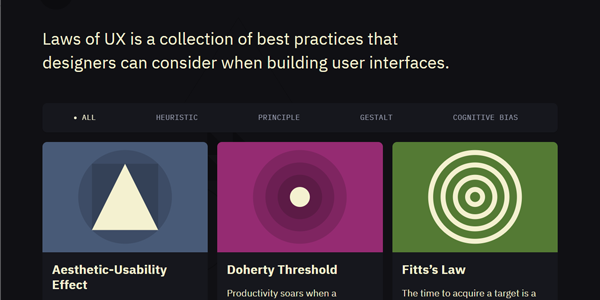 Laws of UX is a collection of best practices that
designers can consider when building user interfaces.
• ALL HEURISTIC PRINCIPLE GESTALT COGNITIVE BIAS
Aesthetic-Usability
Effect
Doherty Threshold
Productivity soars when a
Fitts’s Law
The time to acquire a target is a